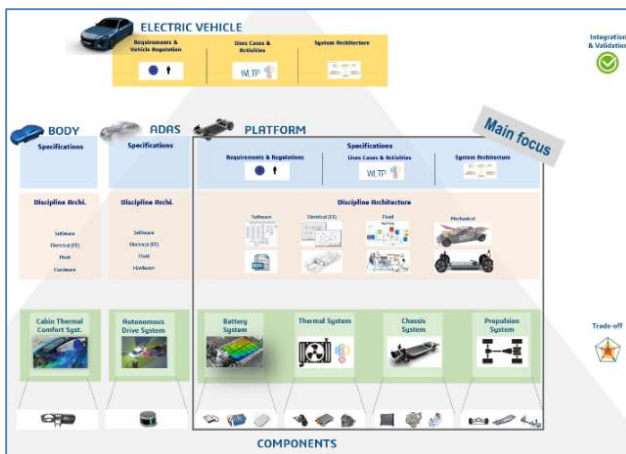 ELECTRIC VEHICLE
Requirements &
Vehicle Regulation
Uses Cases &
Activities
System Architecture
WLTP
Integration
& Validation
BODY
ADAS
PLATFORM
Main focus
Specifications
Specifications
Specifications
Requirements & Regulations
Uses Cases & Activities
System Architecture
WLTP
Discipline Archi.
Discipline Archi.
Discipline Architecture
Software
Electrical (EE)
Fluid
Hardware
Software
Electrical (EE)
Fluid
Hardware
Software
Electrical (EE)
Fluid
Mechanical
Cabin Thermal
Comfort Syst.
Autonomous
Drive System
Battery
System
Thermal System
Chassis
System
Propulsion
System
Trade-off
COMPONENTS